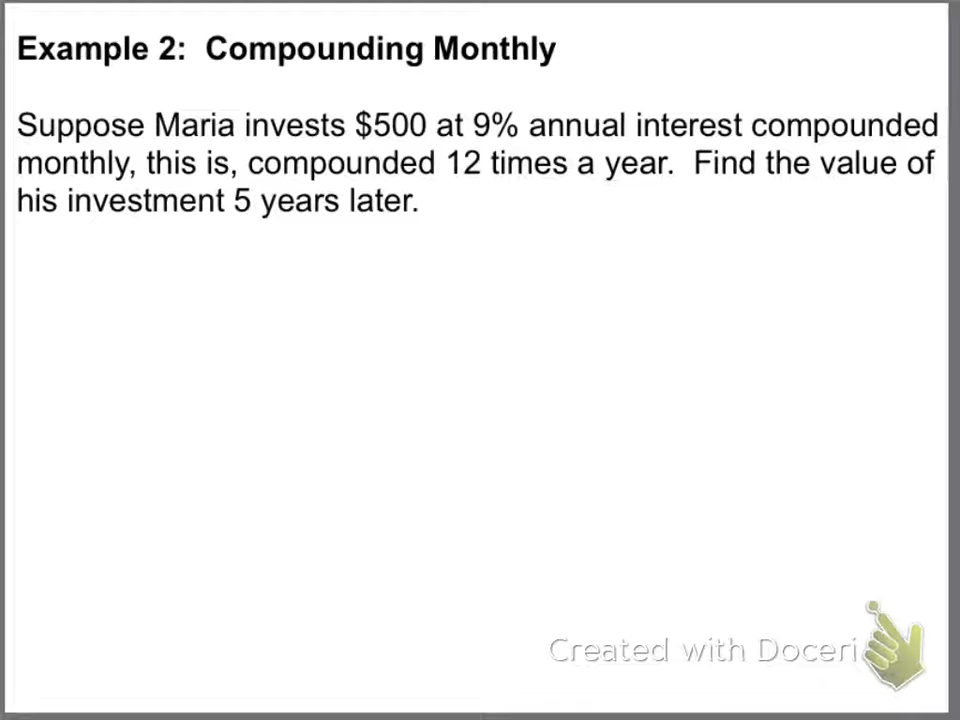 Example 2:  Compounding Monthly
Suppose Maria invests $500 at 9% annual interest compounded
monthly, this is, compounded 12 times a year.  Find the value of
his investment 5 years later.
Created with Doceri